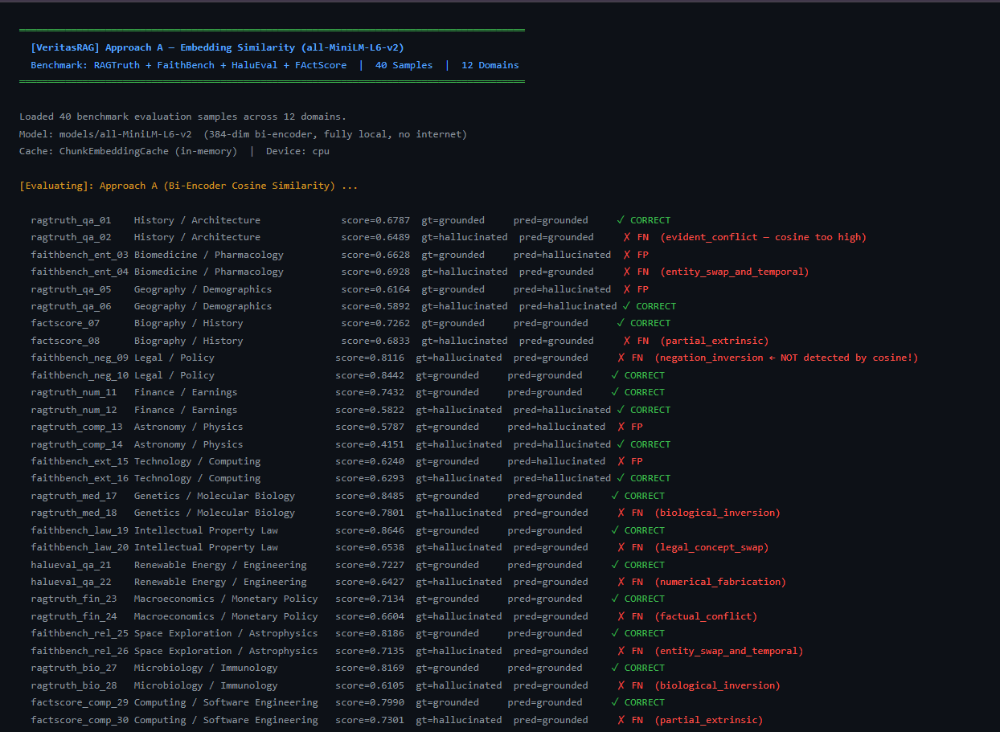 [VeritasRAG] Approach A — Embedding Similarity (all-MiniLM-L6-v2)
Benchmark: RAGTruth + FaithBench + HaluEval + FActScore | 40 Samples | 12 Domains
Loaded 40 benchmark evaluation samples across 12 domains.
Model: models/all-MiniLM-L6-v2 (384-dim bi-encoder, fully local, no internet)
Cache: ChunkEmbeddingCache (in-memory) | Device: cpu
[Evaluating]: Approach A (Bi-Encoder Cosine Similarity) ...
ragtruth_qa_01 History / Architecture score=0.6787 gt=grounded pred=grounded ✓ CORRECT
ragtruth_qa_02 History / Architecture score=0.6489 gt=hallucinated pred=grounded ✗ FN (evident_conflict — cosine too high)
faithbench_ent_03 Biomedicine / Pharmacology score=0.6628 gt=grounded pred=hallucinated ✗ FP
faithbench_ent_04 Biomedicine / Pharmacology score=0.6928 gt=hallucinated pred=grounded ✗ FN (entity_swap_and_temporal)
ragtruth_qa_05 Geography / Demographics score=0.6164 gt=grounded pred=hallucinated ✗ FP
ragtruth_qa_06 Geography / Demographics score=0.5892 gt=hallucinated pred=hallucinated ✓ CORRECT
factscore_07 Biography / History score=0.7262 gt=grounded pred=grounded ✓ CORRECT
factscore_08 Biography / History score=0.6833 gt=hallucinated pred=grounded ✗ FN (partial_extrinsic)
faithbench_neg_09 Legal / Policy score=0.8116 gt=hallucinated pred=grounded ✗ FN (negation_inversion ← NOT detected by cosine!)
faithbench_neg_10 Legal / Policy score=0.8442 gt=grounded pred=grounded ✓ CORRECT
ragtruth_num_11 Finance / Earnings score=0.7432 gt=grounded pred=grounded ✓ CORRECT
ragtruth_num_12 Finance / Earnings score=0.5822 gt=hallucinated pred=hallucinated ✓ CORRECT
ragtruth_comp_13 Astronomy / Physics score=0.5787 gt=grounded pred=hallucinated ✗ FP
ragtruth_comp_14 Astronomy / Physics score=0.4151 gt=hallucinated pred=hallucinated ✓ CORRECT
faithbench_ext_15 Technology / Computing score=0.6240 gt=grounded pred=hallucinated ✗ FP
faithbench_ext_16 Technology / Computing score=0.6293 gt=hallucinated pred=hallucinated ✓ CORRECT
ragtruth_med_17 Genetics / Molecular Biology score=0.8485 gt=grounded pred=grounded ✓ CORRECT
ragtruth_med_18 Genetics / Molecular Biology score=0.7801 gt=hallucinated pred=grounded ✗ FN (biological_inversion)
faithbench_law_19 Intellectual Property Law score=0.8646 gt=grounded pred=grounded ✓ CORRECT
faithbench_law_20 Intellectual Property Law score=0.6538 gt=hallucinated pred=grounded ✗ FN (legal_concept_swap)
halueval_qa_21 Renewable Energy / Engineering score=0.7227 gt=grounded pred=grounded ✓ CORRECT
halueval_qa_22 Renewable Energy / Engineering score=0.6427 gt=hallucinated pred=grounded ✗ FN (numerical_fabrication)
ragtruth_fin_23 Macroeconomics / Monetary Policy score=0.7134 gt=grounded pred=grounded ✓ CORRECT
ragtruth_fin_24 Macroeconomics / Monetary Policy score=0.6604 gt=hallucinated pred=grounded ✗ FN (factual_conflict)
faithbench_rel_25 Space Exploration / Astrophysics score=0.8186 gt=grounded pred=grounded ✓ CORRECT
faithbench_rel_26 Space Exploration / Astrophysics score=0.7135 gt=hallucinated pred=grounded ✗ FN (entity_swap_and_temporal)
ragtruth_bio_27 Microbiology / Immunology score=0.8169 gt=grounded pred=grounded ✓ CORRECT
ragtruth_bio_28 Microbiology / Immunology score=0.6105 gt=hallucinated pred=grounded ✗ FN (biological_inversion)
factscore_comp_29 Computing / Software Engineering score=0.7990 gt=grounded pred=grounded ✓ CORRECT
factscore_comp_30 Computing / Software Engineering score=0.7301 gt=hallucinated pred=grounded ✗ FN (partial_extrinsic)